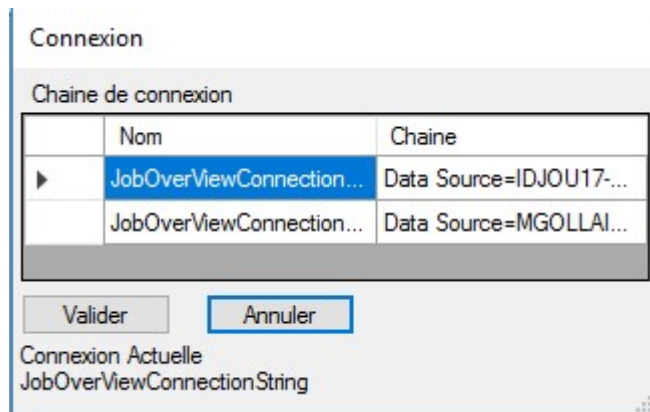 Connexion
Chaine de connexion
Nom Chaine
JobOverViewConnection... Data Source=IDJOU17-...
JobOverViewConnection... Data Source=MGOLLAI...
Valider Annuler
Connexion Actuelle
JobOverViewConnectionString